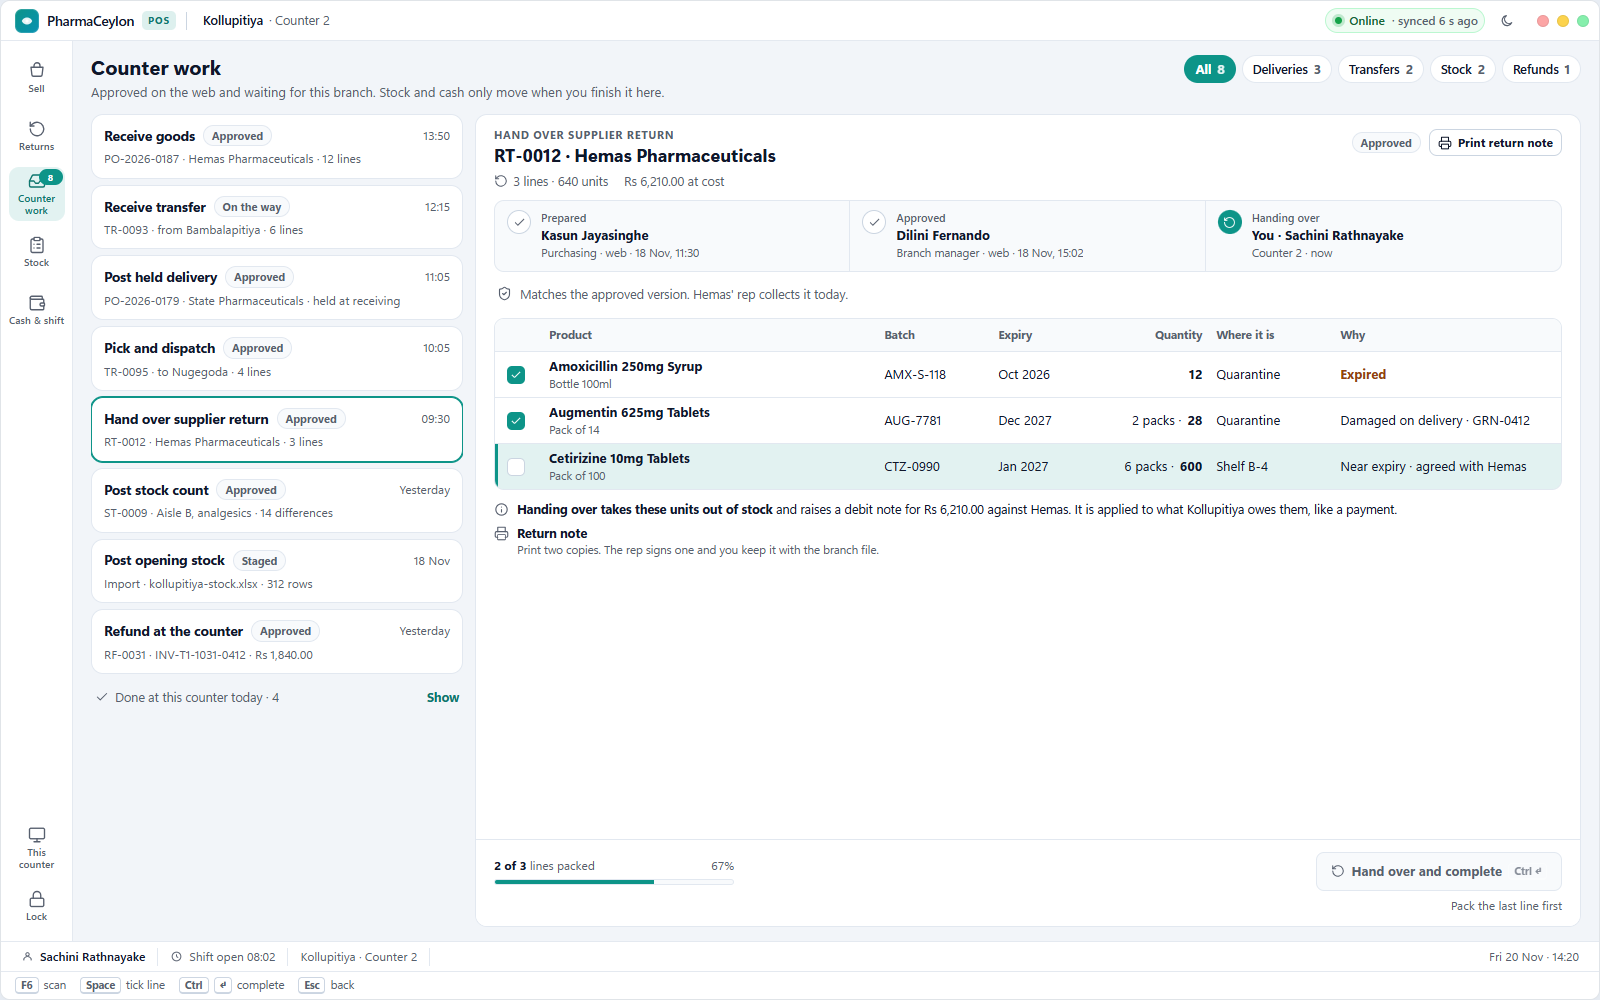 PharmaCeylon POS Kollupitiya · Counter 2
Online · synced 6 s ago
Sell
Returns
8
Counter work
Stock
Cash & shift
This counter
Lock
Counter work
Approved on the web and waiting for this branch. Stock and cash only move when you finish it here.
All 8
Deliveries 3
Transfers 2
Stock 2
Refunds 1
Receive goods Approved 13:50
PO-2026-0187 · Hemas Pharmaceuticals · 12 lines
Receive transfer On the way 12:15
TR-0093 · from Bambalapitiya · 6 lines
Post held delivery Approved 11:05
PO-2026-0179 · State Pharmaceuticals · held at receiving
Pick and dispatch Approved 10:05
TR-0095 · to Nugegoda · 4 lines
Hand over supplier return Approved 09:30
RT-0012 · Hemas Pharmaceuticals · 3 lines
Post stock count Approved Yesterday
ST-0009 · Aisle B, analgesics · 14 differences
Post opening stock Staged 18 Nov
Import · kollupitiya-stock.xlsx · 312 rows
Refund at the counter Approved Yesterday
RF-0031 · INV-T1-1031-0412 · Rs 1,840.00
Done at this counter today · 4 Show
HAND OVER SUPPLIER RETURN
RT-0012 · Hemas Pharmaceuticals
Approved
Print return note
3 lines · 640 units Rs 6,210.00 at cost
Prepared
Kasun Jayasinghe
Purchasing · web · 18 Nov, 11:30
Approved
Dilini Fernando
Branch manager · web · 18 Nov, 15:02
Handing over
You · Sachini Rathnayake
Counter 2 · now
Matches the approved version. Hemas' rep collects it today.
Product Batch Expiry Quantity Where it is Why
Amoxicillin 250mg Syrup
Bottle 100ml
AMX-S-118 Oct 2026 12 Quarantine Expired
Augmentin 625mg Tablets
Pack of 14
AUG-7781 Dec 2027 2 packs · 28 Quarantine Damaged on delivery · GRN-0412
Cetirizine 10mg Tablets
Pack of 100
CTZ-0990 Jan 2027 6 packs · 600 Shelf B-4 Near expiry · agreed with Hemas
Handing over takes these units out of stock and raises a debit note for Rs 6,210.00 against Hemas. It is applied to what Kollupitiya owes them, like a payment.
Return note
Print two copies. The rep signs one and you keep it with the branch file.
2 of 3 lines packed 67%
Hand over and complete Ctrl ↵
Pack the last line first
Sachini Rathnayake Shift open 08:02 Kollupitiya · Counter 2 Fri 20 Nov · 14:20
F6 scan Space tick line Ctrl ↵ complete Esc back